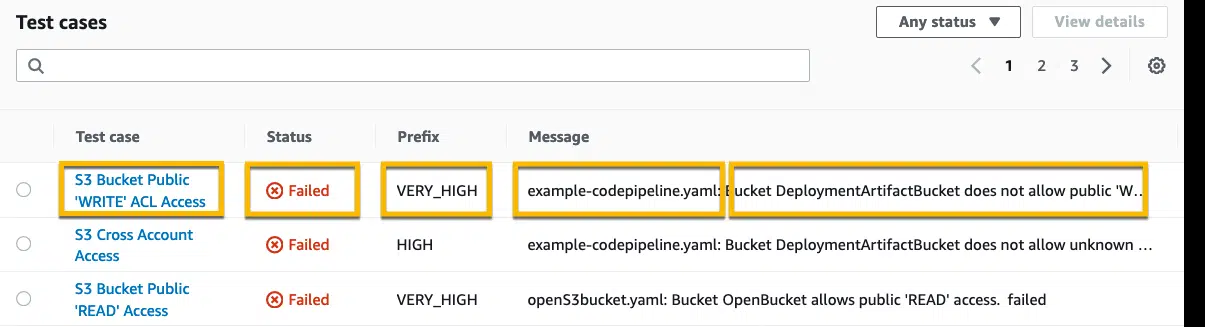 Test cases
Any status
View details
1 2 3
Test case Status Prefix Message
S3 Bucket Public
'WRITE' ACL Access
Failed VERY_HIGH example-codepipeline.yaml: Bucket DeploymentArtifactBucket does not allow public 'W...
S3 Cross Account
Access
Failed HIGH example-codepipeline.yaml: Bucket DeploymentArtifactBucket does not allow unknown ...
S3 Bucket Public
'READ' Access
Failed VERY_HIGH openS3bucket.yaml: Bucket OpenBucket allows public 'READ' access. failed